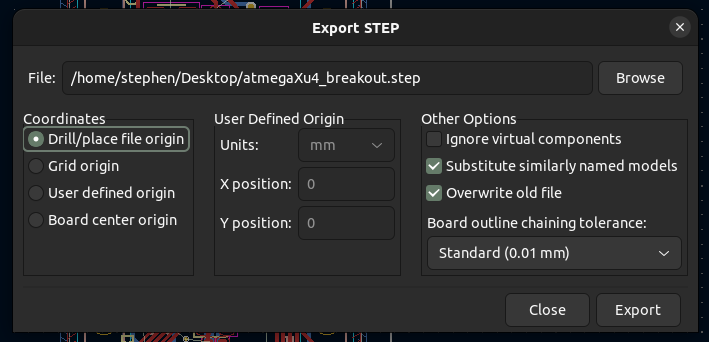 Export STEP
File: /home/stephen/Desktop/atmegaXu4_breakout.step Browse
Coordinates
Drill/place file origin
Grid origin
User defined origin
Board center origin
User Defined Origin
Units: mm
X position: 0
Y position: 0
Other Options
Ignore virtual components
Substitute similarly named models
Overwrite old file
Board outline chaining tolerance:
Standard (0.01 mm)
Close Export